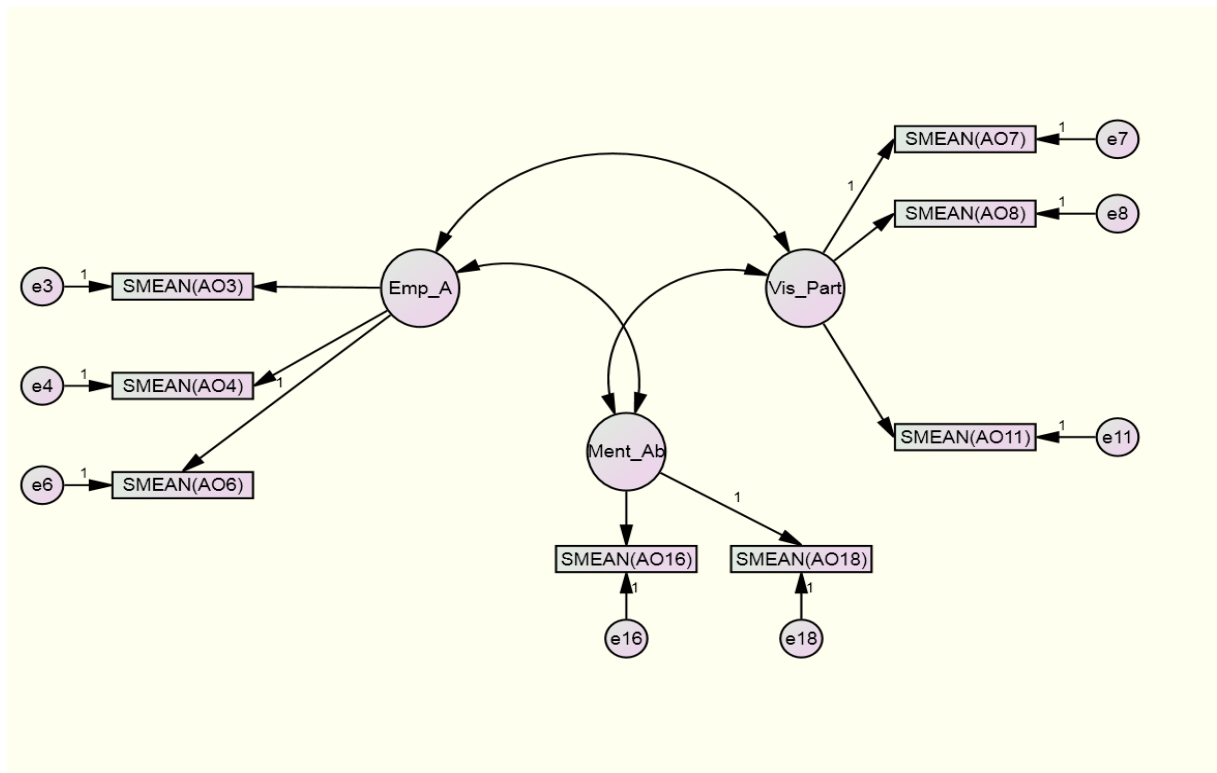 SMEAN(AO7)
1
e7
1
SMEAN(AO8)
1
e8
e3
1
SMEAN(AO3)
Emp_A
Vis_Part
e4
1
SMEAN(AO4)
1
SMEAN(AO11)
1
e11
Ment_Ab
e6
1
SMEAN(AO6)
1
SMEAN(AO16)
SMEAN(AO18)
1
1
e16
e18